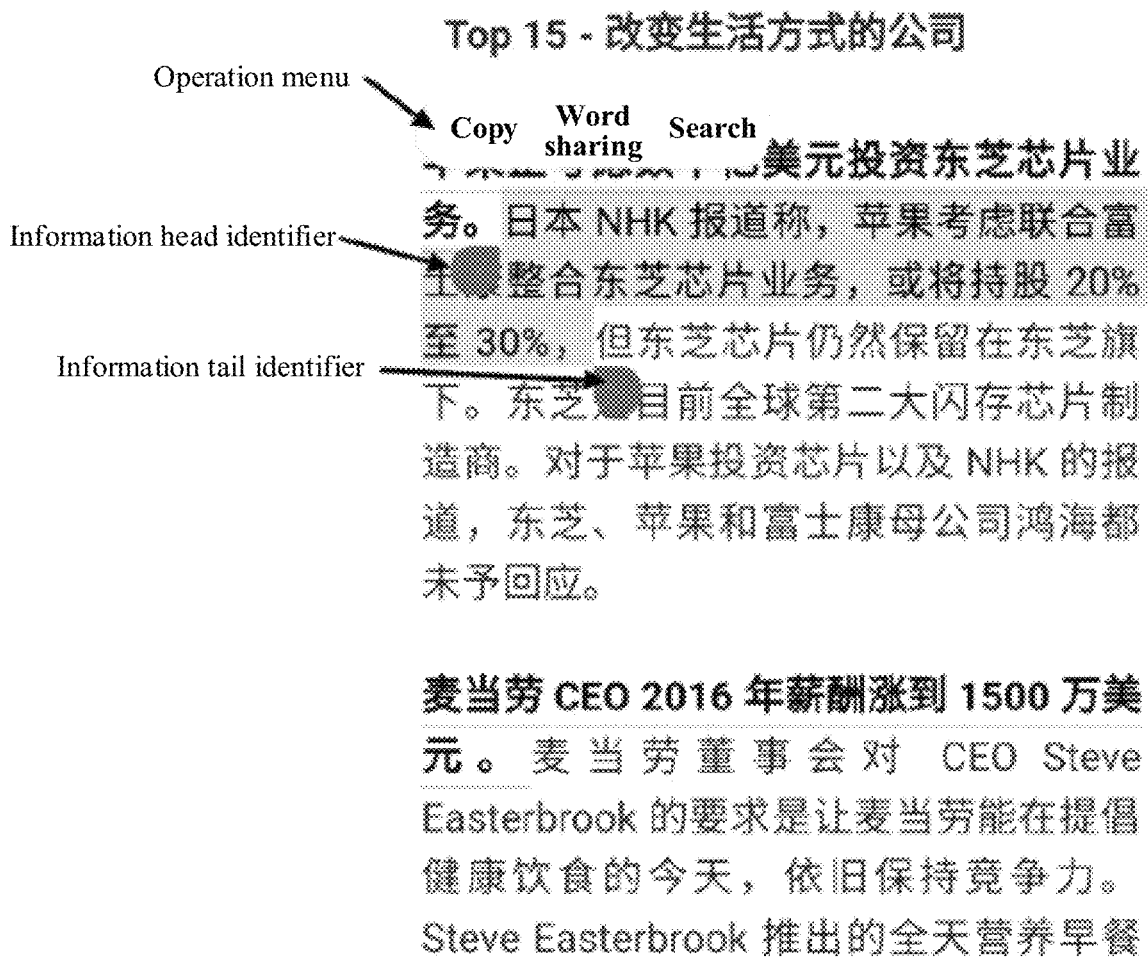 Top 15 - 改变生活方式的公司
Operation menu
Copy Word sharing Search
美元投资东芝芯片业
务。日本 NHK 报道称，苹果考虑联合富
Information head identifier
整合东芝芯片业务，或将持股 20%
至 30%，但东芝芯片仍然保留在东芝旗
Information tail identifier
下。东芝 目前全球第二大闪存芯片制
造商。对于苹果投资芯片以及 NHK 的报
道，东芝、苹果和富士康母公司鸿海都
未予回应。
麦当劳 CEO 2016 年薪酬涨到 1500 万美
元。麦当劳董事会对 CEO Steve
Easterbrook 的要求是让麦当劳能在提倡
健康饮食的今天，依旧保持竞争力。
Steve Easterbrook 推出的全天营养早餐